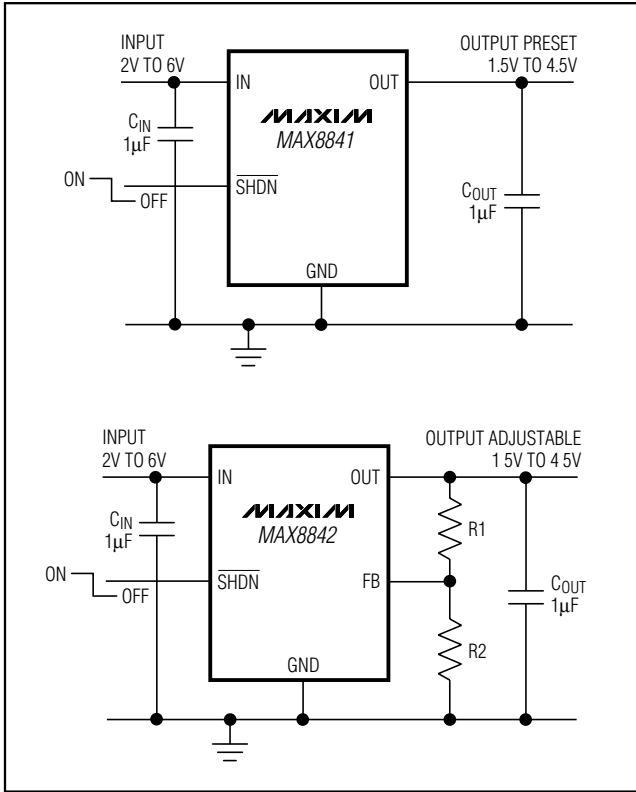 INPUT
2V TO 6V
OUTPUT PRESET
1.5V TO 4.5V
IN
OUT
MAXIM
MAX8841
CIN
1µF
ON
OFF
SHDN
COUT
1µF
GND
INPUT
2V TO 6V
OUTPUT ADJUSTABLE
1 5V TO 4 5V
IN
OUT
MAXIM
MAX8842
CIN
1µF
R1
ON
OFF
SHDN
FB
COUT
1µF
R2
GND